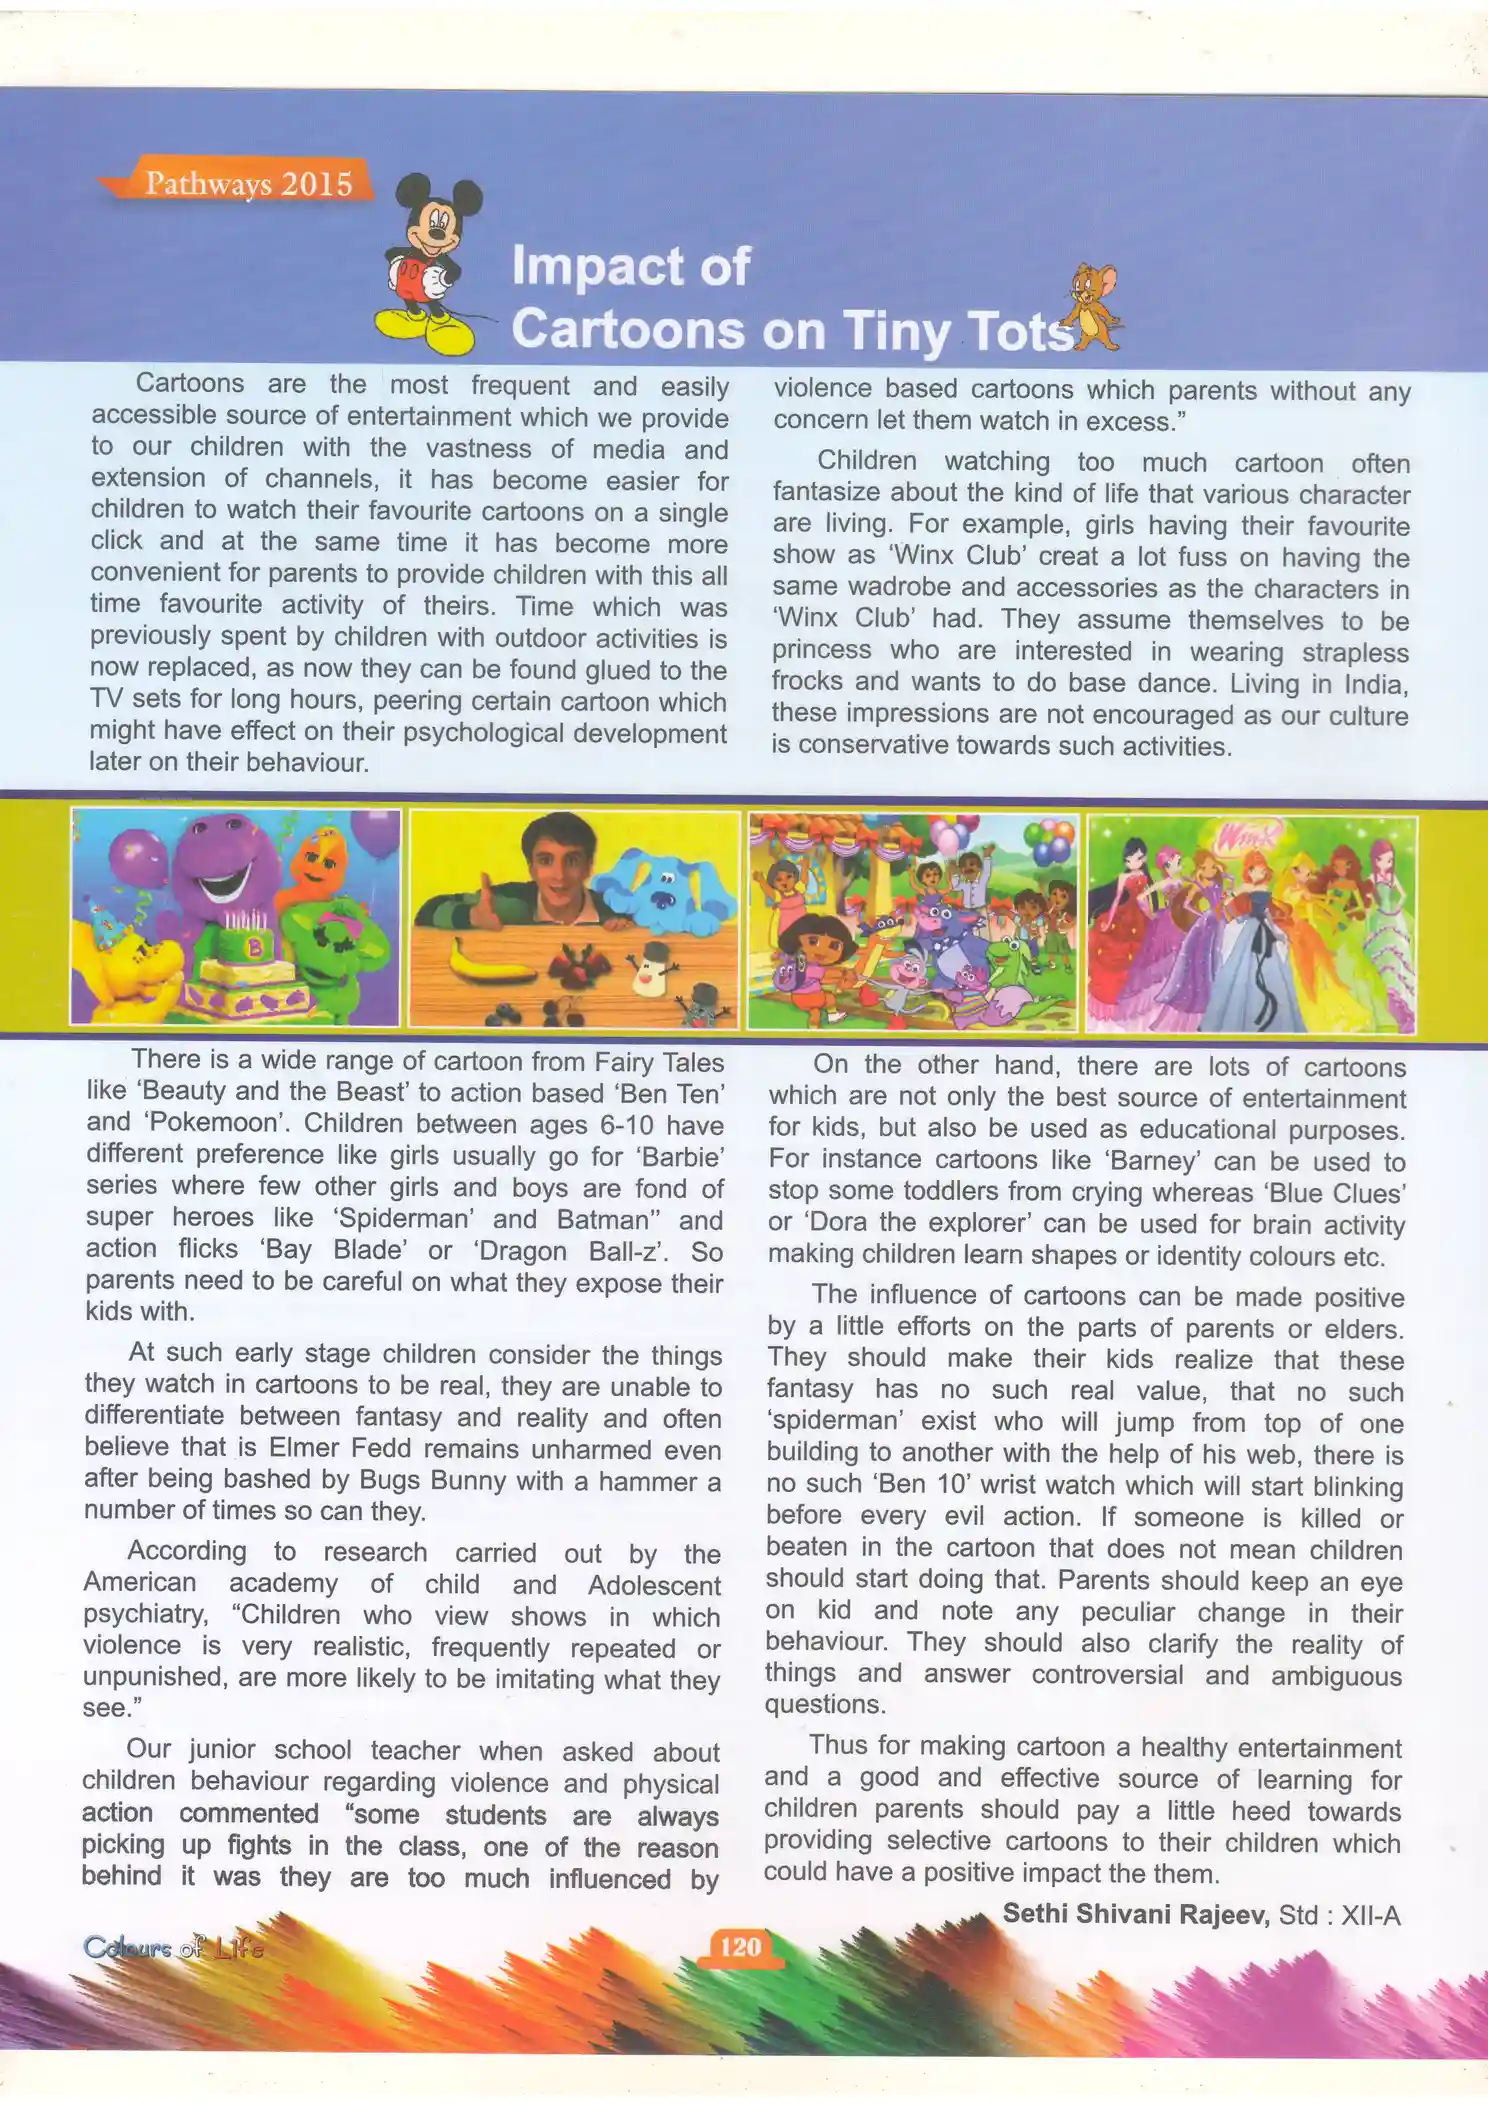 Pathways 2015
Impact of
Cartoons on Tiny Tots
Cartoons are the most frequent and easily
accessible source of entertainment which we provide
to our children with the vastness of media and
extension of channels, it has become easier for
children to watch their favourite cartoons on a single
click and at the same time it has become more
convenient for parents to provide children with this all
time favourite activity of theirs. Time which was
previously spent by children with outdoor activities is
now replaced, as now they can be found glued to the
TV sets for long hours, peering certain cartoon which
might have effect on their psychological development
later on their behaviour.
violence based cartoons which parents without any
concern let them watch in excess.”
Children watching too much cartoon often
fantasize about the kind of life that various character
are living. For example, girls having their favourite
show as ‘Winx Club’ creat a lot fuss on having the
same wadrobe and accessories as the characters in
‘Winx Club’ had. They assume themselves to be
princess who are interested in wearing strapless
frocks and wants to do base dance. Living in India,
these impressions are not encouraged as our culture
is conservative towards such activities.
B
Winx
There is a wide range of cartoon from Fairy Tales
like ‘Beauty and the Beast’ to action based ‘Ben Ten’
and ‘Pokemoon’. Children between ages 6-10 have
different preference like girls usually go for ‘Barbie’
series where few other girls and boys are fond of
super heroes like ‘Spiderman’ and Batman” and
action flicks ‘Bay Blade’ or ‘Dragon Ball-z’. So
parents need to be careful on what they expose their
kids with.
At such early stage children consider the things
they watch in cartoons to be real, they are unable to
differentiate between fantasy and reality and often
believe that is Elmer Fedd remains unharmed even
after being bashed by Bugs Bunny with a hammer a
number of times so can they.
According to research carried out by the
American academy of child and Adolescent
psychiatry, “Children who view shows in which
violence is very realistic, frequently repeated or
unpunished, are more likely to be imitating what they
see.”
Our junior school teacher when asked about
children behaviour regarding violence and physical
action commented “some students are always
picking up fights in the class, one of the reason
behind it was they are too much influenced by
On the other hand, there are lots of cartoons
which are not only the best source of entertainment
for kids, but also be used as educational purposes.
For instance cartoons like ‘Barney’ can be used to
stop some toddlers from crying whereas ‘Blue Clues’
or ‘Dora the explorer’ can be used for brain activity
making children learn shapes or identity colours etc.
The influence of cartoons can be made positive
by a little efforts on the parts of parents or elders.
They should make their kids realize that these
fantasy has no such real value, that no such
‘spiderman’ exist who will jump from top of one
building to another with the help of his web, there is
no such ‘Ben 10’ wrist watch which will start blinking
before every evil action. If someone is killed or
beaten in the cartoon that does not mean children
should start doing that. Parents should keep an eye
on kid and note any peculiar change in their
behaviour. They should also clarify the reality of
things and answer controversial and ambiguous
questions.
Thus for making cartoon a healthy entertainment
and a good and effective source of learning for
children parents should pay a little heed towards
providing selective cartoons to their children which
could have a positive impact the them.
Sethi Shivani Rajeev, Std : XII-A
Colours of Life
120